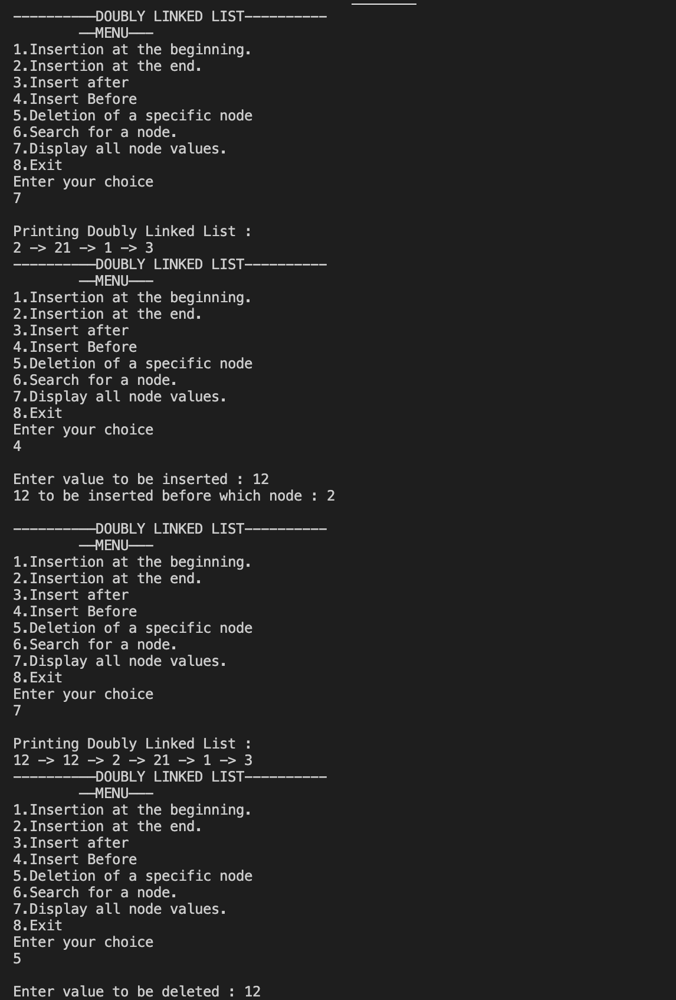 ----------DOUBLY LINKED LIST----------
        --MENU---
1.Insertion at the beginning.
2.Insertion at the end.
3.Insert after
4.Insert Before
5.Deletion of a specific node
6.Search for a node.
7.Display all node values.
8.Exit
Enter your choice
7
Printing Doubly Linked List :
2 -> 21 -> 1 -> 3
----------DOUBLY LINKED LIST----------
        --MENU---
1.Insertion at the beginning.
2.Insertion at the end.
3.Insert after
4.Insert Before
5.Deletion of a specific node
6.Search for a node.
7.Display all node values.
8.Exit
Enter your choice
4
Enter value to be inserted : 12
12 to be inserted before which node : 2
----------DOUBLY LINKED LIST----------
        --MENU---
1.Insertion at the beginning.
2.Insertion at the end.
3.Insert after
4.Insert Before
5.Deletion of a specific node
6.Search for a node.
7.Display all node values.
8.Exit
Enter your choice
7
Printing Doubly Linked List :
12 -> 12 -> 2 -> 21 -> 1 -> 3
----------DOUBLY LINKED LIST----------
        --MENU---
1.Insertion at the beginning.
2.Insertion at the end.
3.Insert after
4.Insert Before
5.Deletion of a specific node
6.Search for a node.
7.Display all node values.
8.Exit
Enter your choice
5
Enter value to be deleted : 12